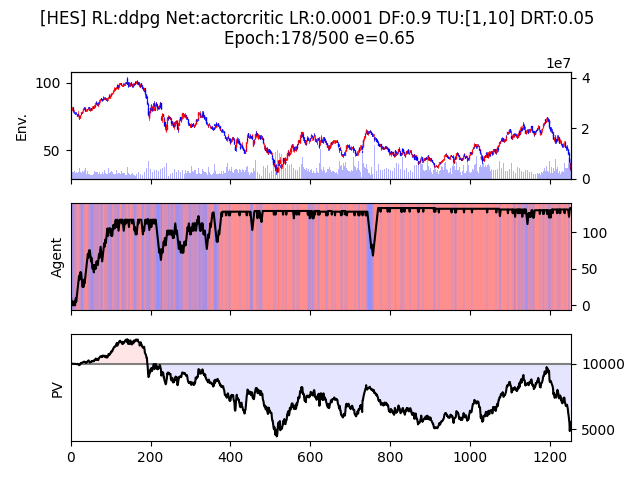 [HES] RL:ddpg Net:actorcritic LR:0.0001 DF:0.9 TU:[1,10] DRT:0.05
Epoch:178/500 e=0.65
1e7
100
50
Env.
4
2
0
Agent
100
50
0
PV
10000
5000
0 200 400 600 800 1000 1200